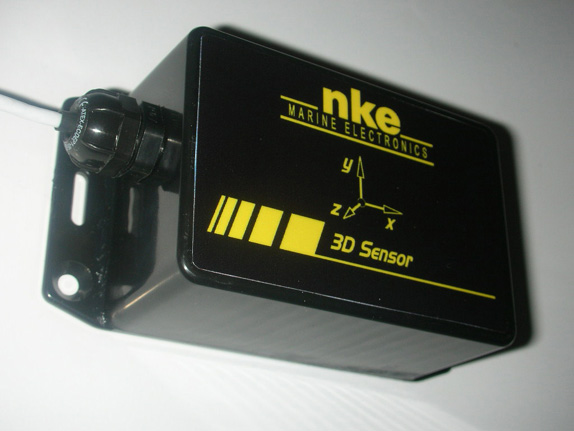 nke
MARINE ELECTRONICS
y
z
x
3D Sensor